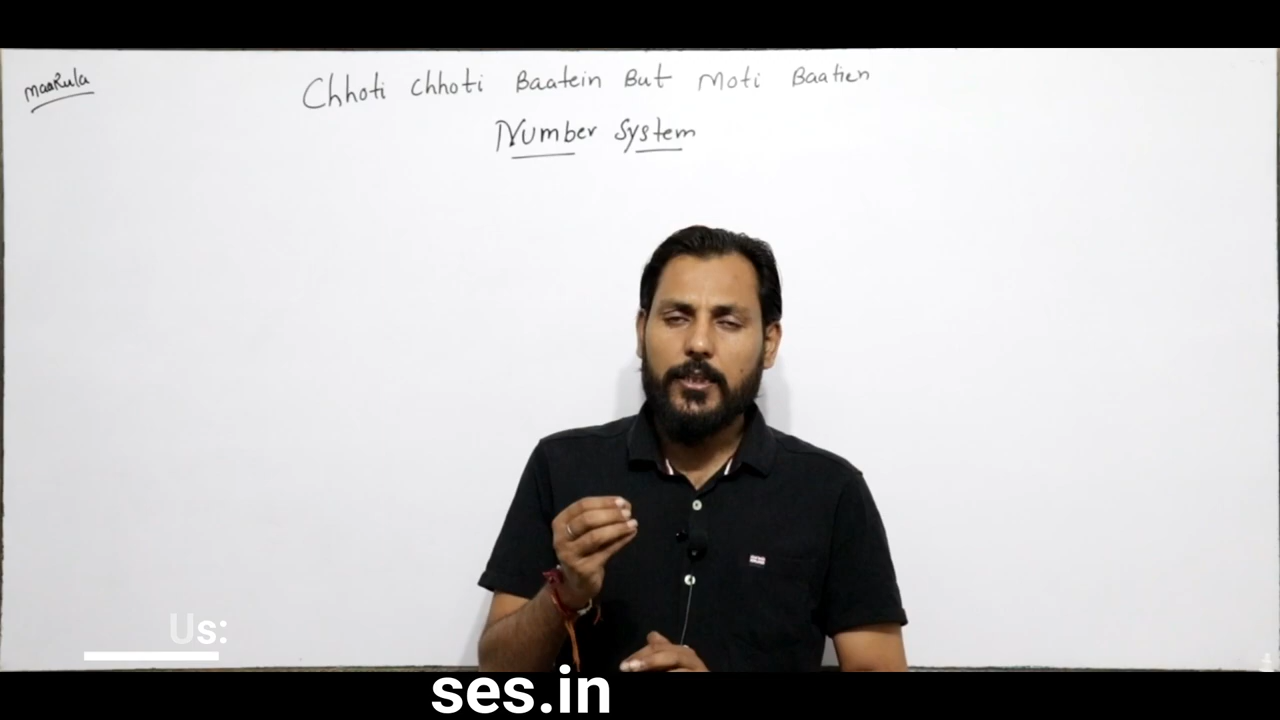 maarula
Chhoti Chhoti Baatein But Moti Baatien
Number System
Us:
ses.in